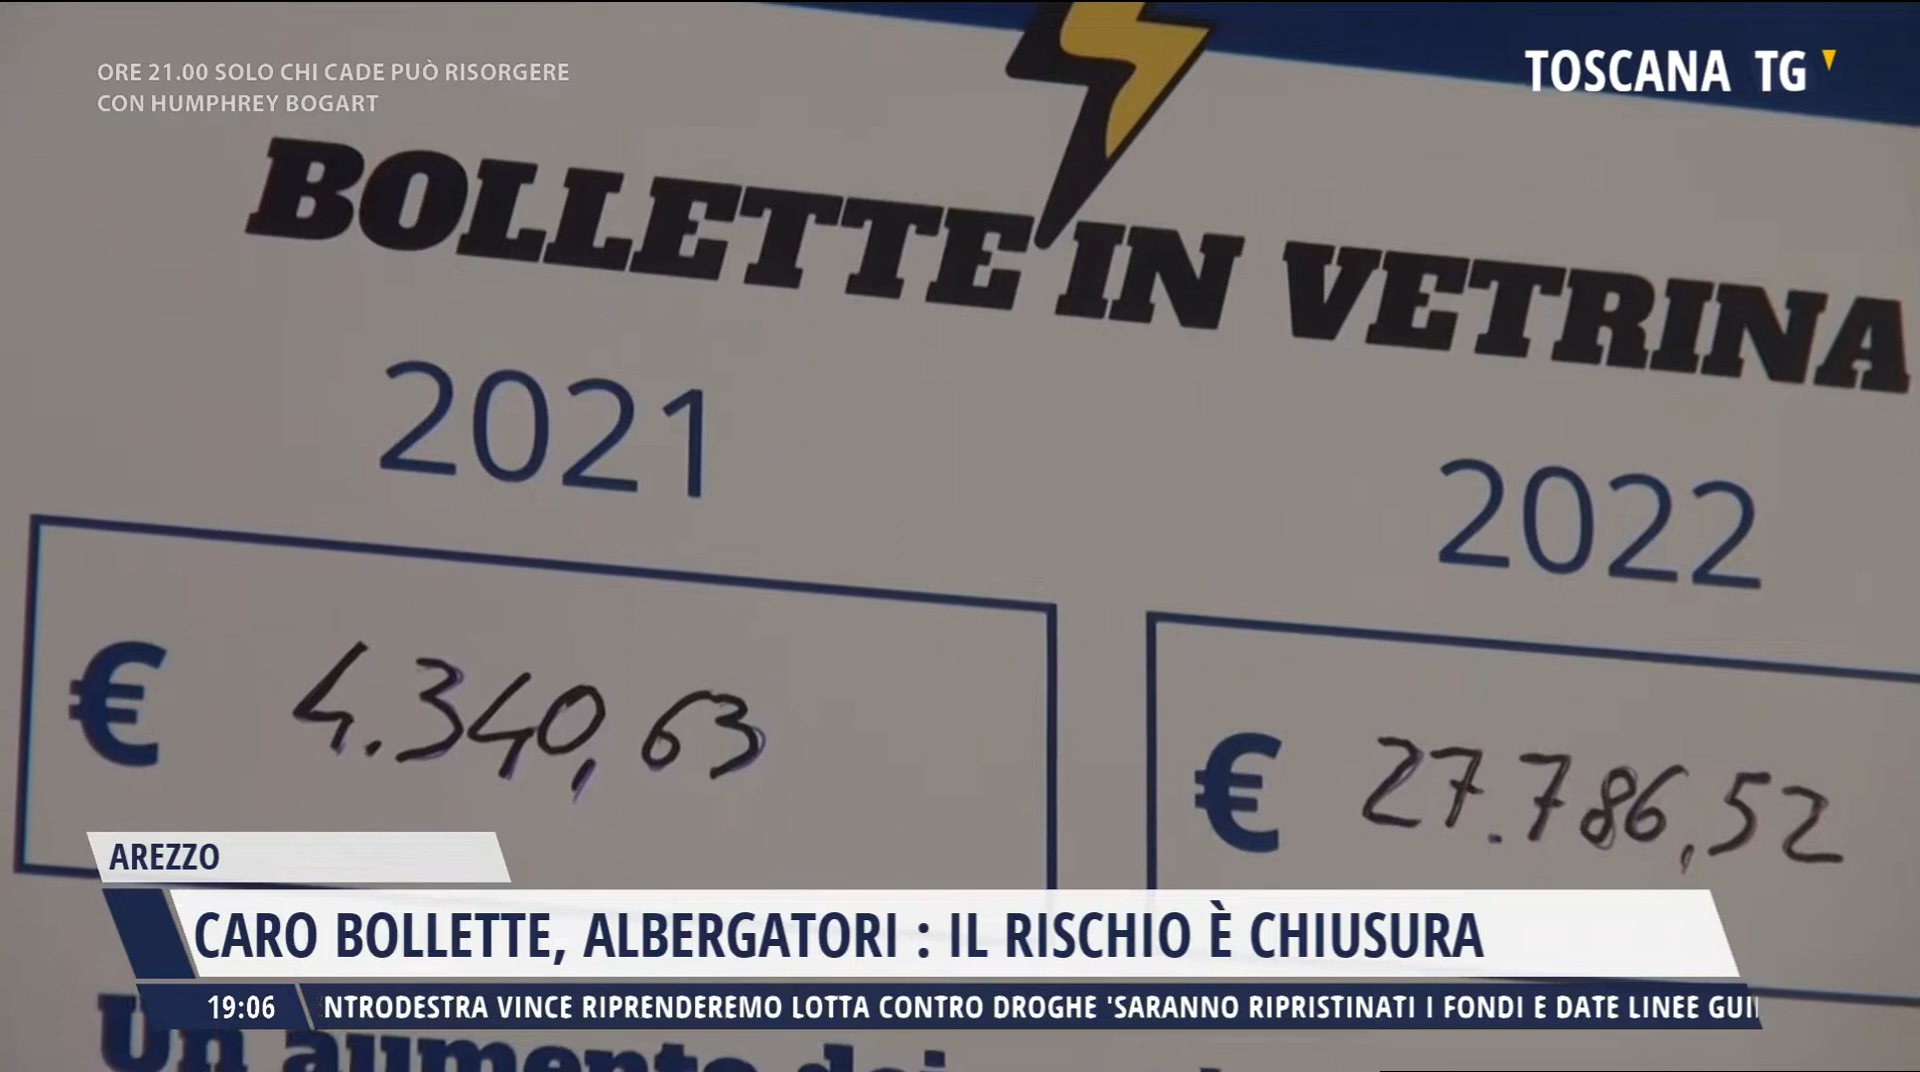 ORE 21.00 SOLO CHI CADE PUÒ RISORGERE
CON HUMPHREY BOGART
TOSCANA TG
BOLLETTE IN VETRINA
2021
2022
€ 4.340,63
€ 27.786,52
AREZZO
CARO BOLLETTE, ALBERGATORI : IL RISCHIO È CHIUSURA
19:06
NTRODESTRA VINCE RIPRENDEREMO LOTTA CONTRO DROGHE 'SARANNO RIPRISTINATI I FONDI E DATE LINEE GUI
Un aumento